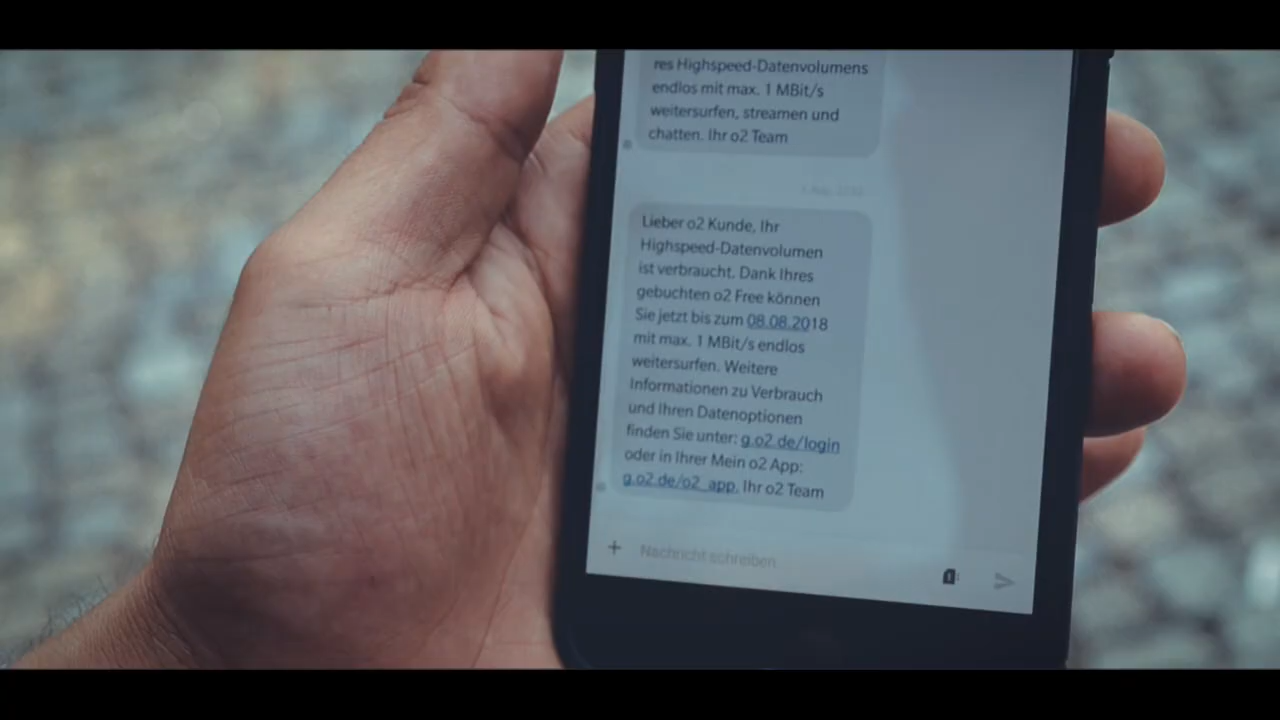 res Highspeed-Datenvolumens
endlos mit max. 1 MBit/s
weitersurfen, streamen und
chatten. Ihr o2 Team
Lieber o2 Kunde, Ihr
Highspeed-Datenvolumen
ist verbraucht. Dank Ihres
gebuchten o2 Free können
Sie jetzt bis zum 08.08.2018
mit max. 1 MBit/s endlos
weitersurfen. Weitere
Informationen zu Verbrauch
und Ihren Datenoptionen
finden Sie unter: g.o2.de/login
oder in Ihrer Mein o2 App:
g.o2.de/o2_app. Ihr o2 Team
Nachricht schreiben